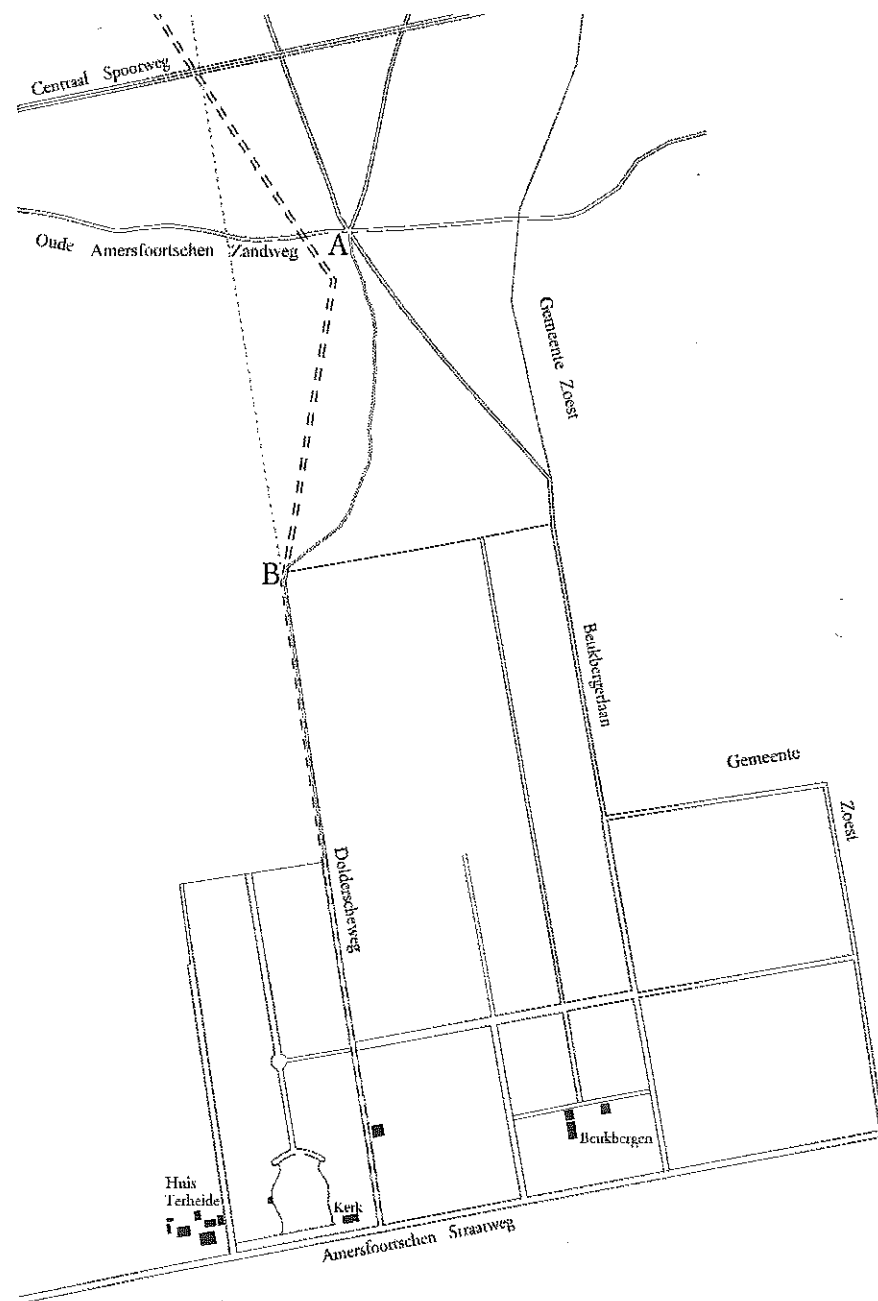 Centraal Spoorweg
Oude Amersfoortschen Zandweg
A
Gemeente Zoest
B
Beukbergerlaan
Gemeente
Zoest
Dolderscheweg
Beukbergen
Huis
Terheide
Kerk
Amersfoortschen Straatweg